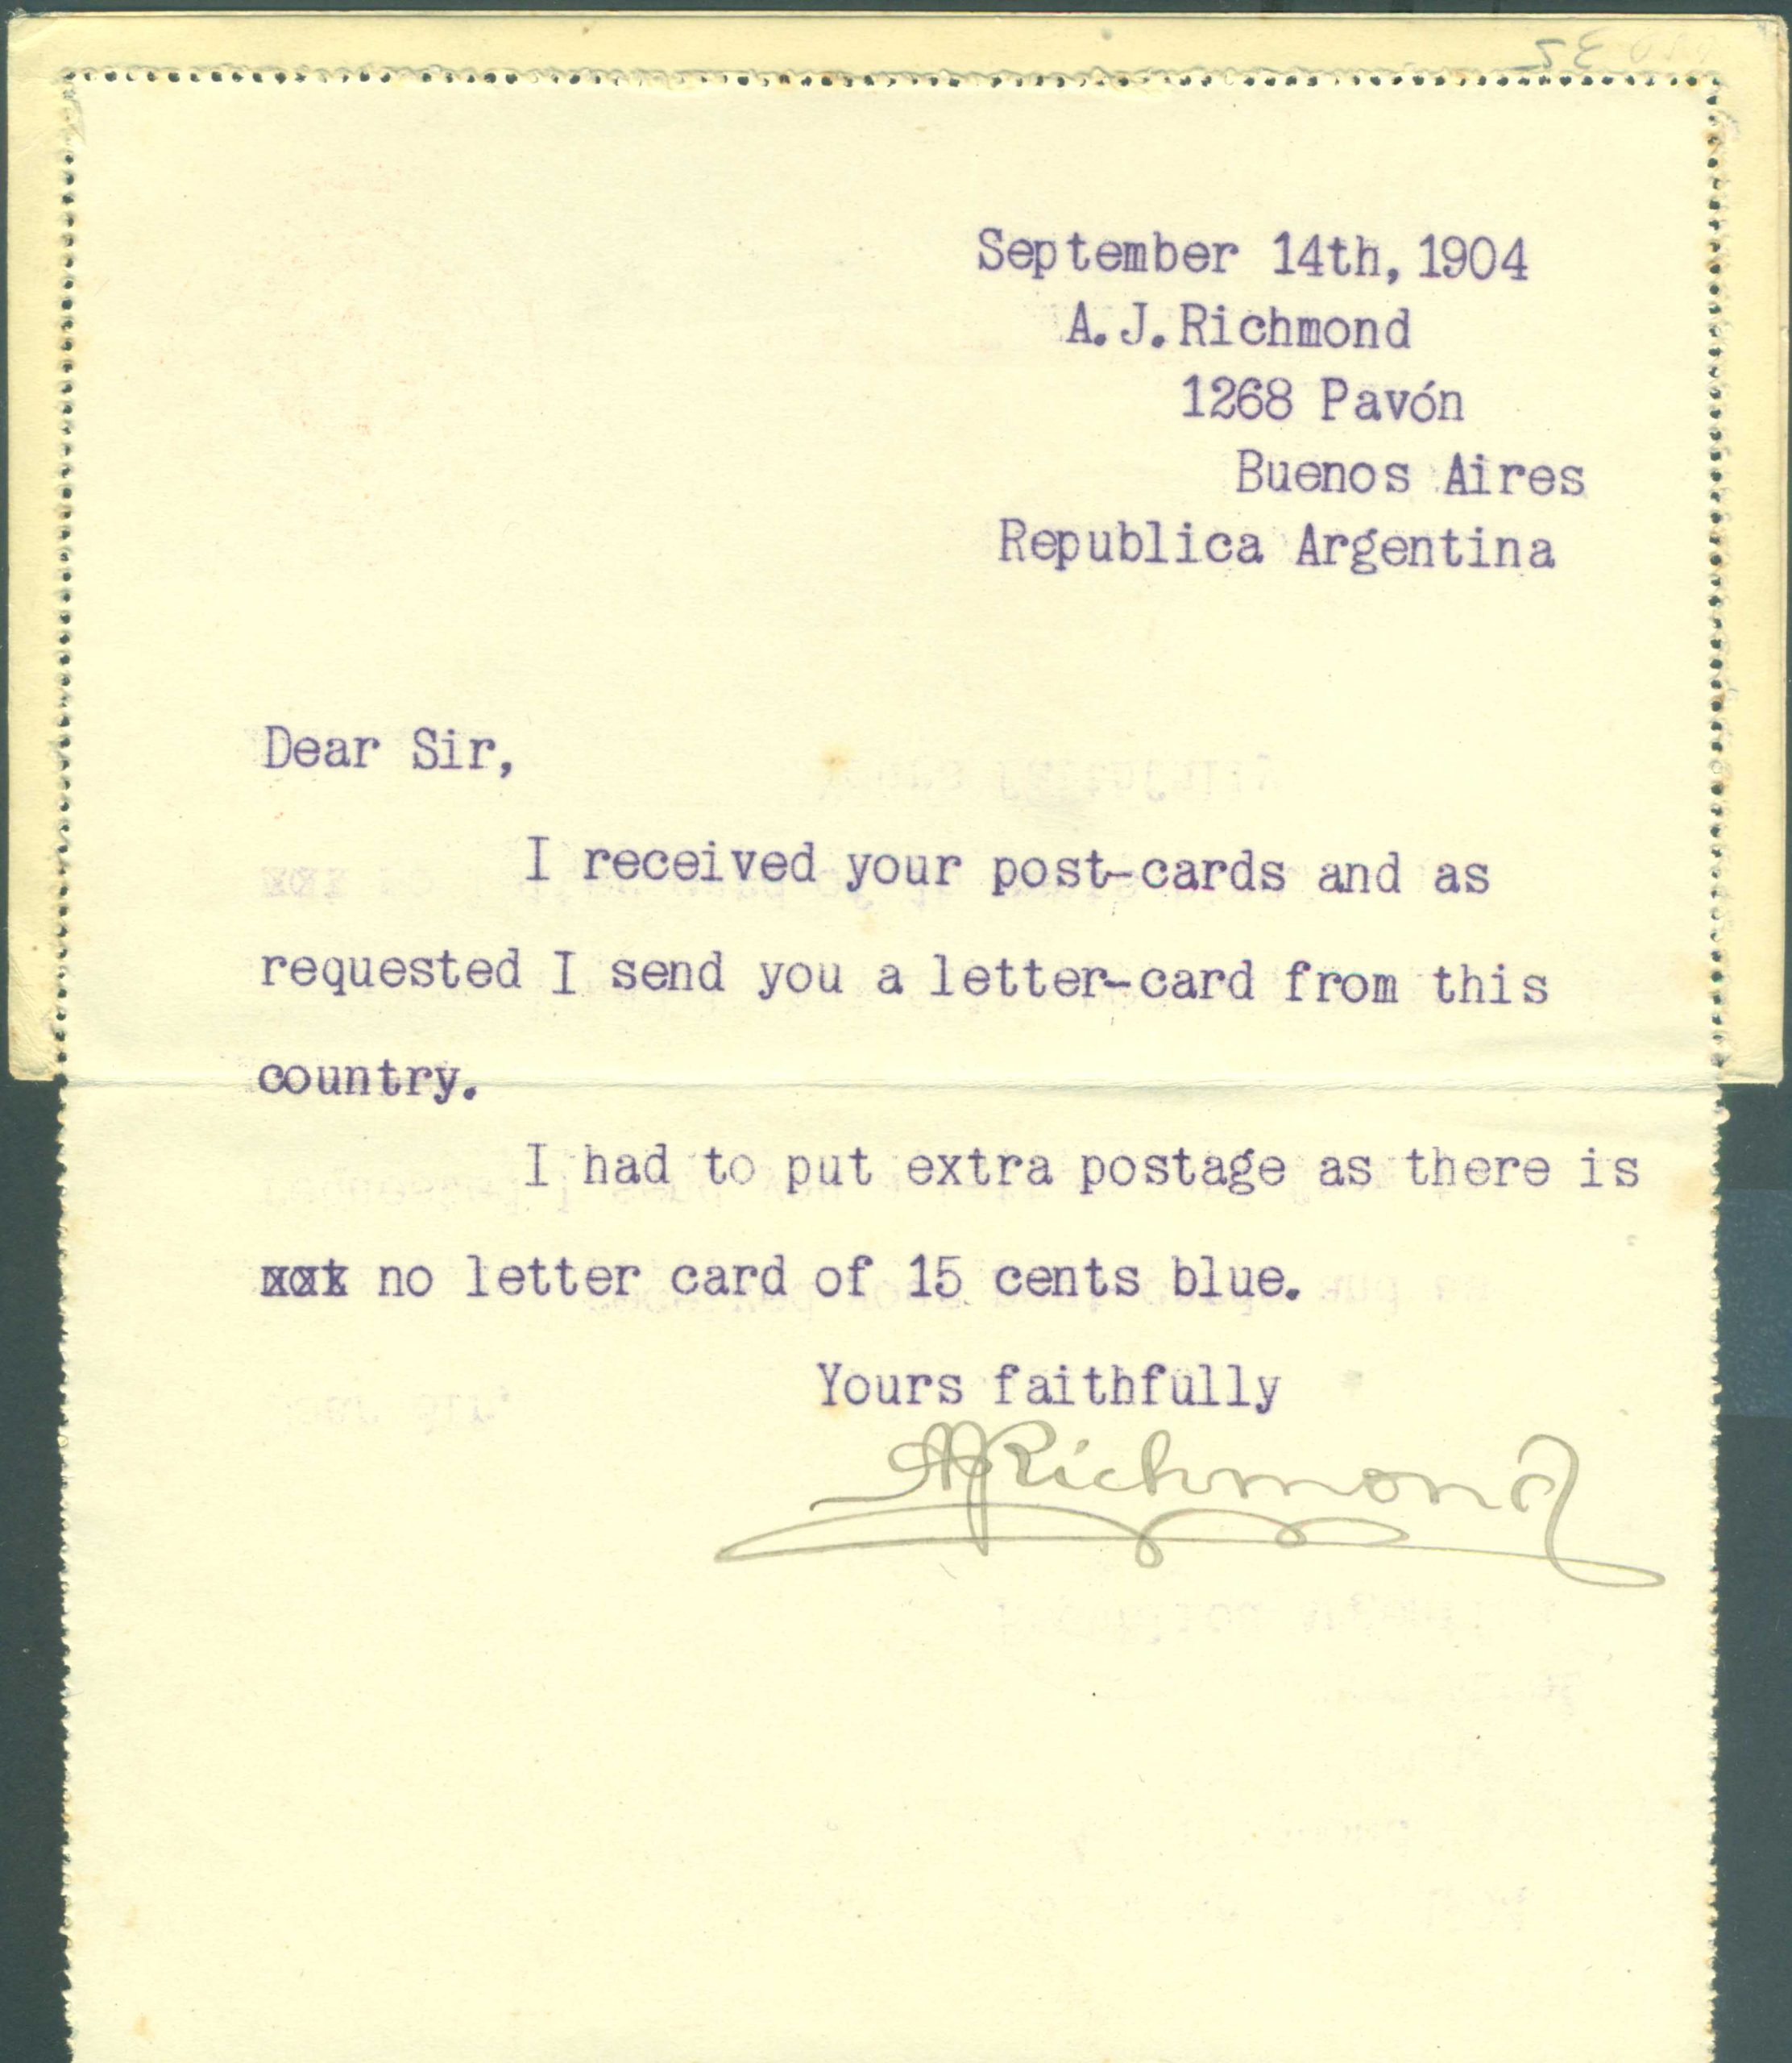 September 14th, 1904
A. J. Richmond
1268 Pavón
Buenos Aires
Republica Argentina
Dear Sir,
I received your post-cards and as
requested I send you a letter-card from this
country.
I had to put extra postage as there is
no letter card of 15 cents blue.
Yours faithfully
AJRichmond